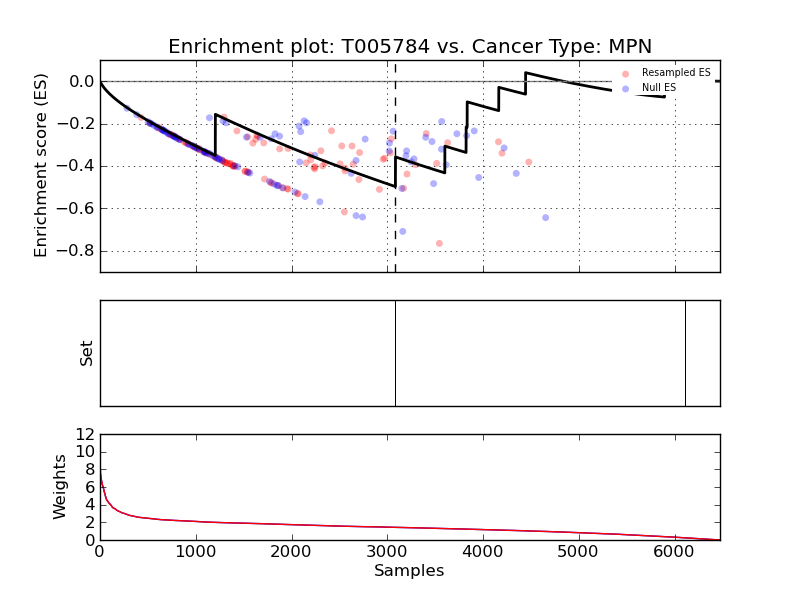 Enrichment plot: T005784 vs. Cancer Type: MPN
Enrichment score (ES)
0.0
−0.2
−0.4
−0.6
−0.8
Resampled ES
Null ES
Set
Weights
12
10
8
6
4
2
0
0 1000 2000 3000 4000 5000 6000
Samples